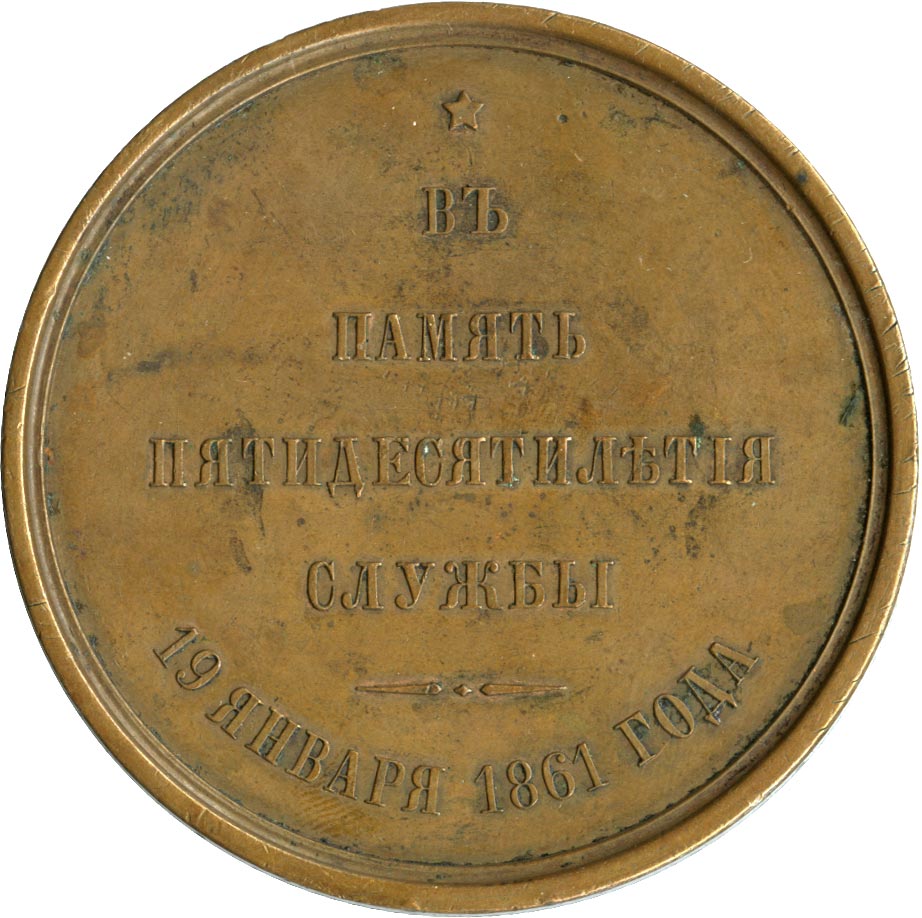 ВЪ
ПАМЯТЬ
ПЯТИДЕСЯТИЛѢТІЯ
СЛУЖБЫ
19 ЯНВАРЯ 1861 ГОДА